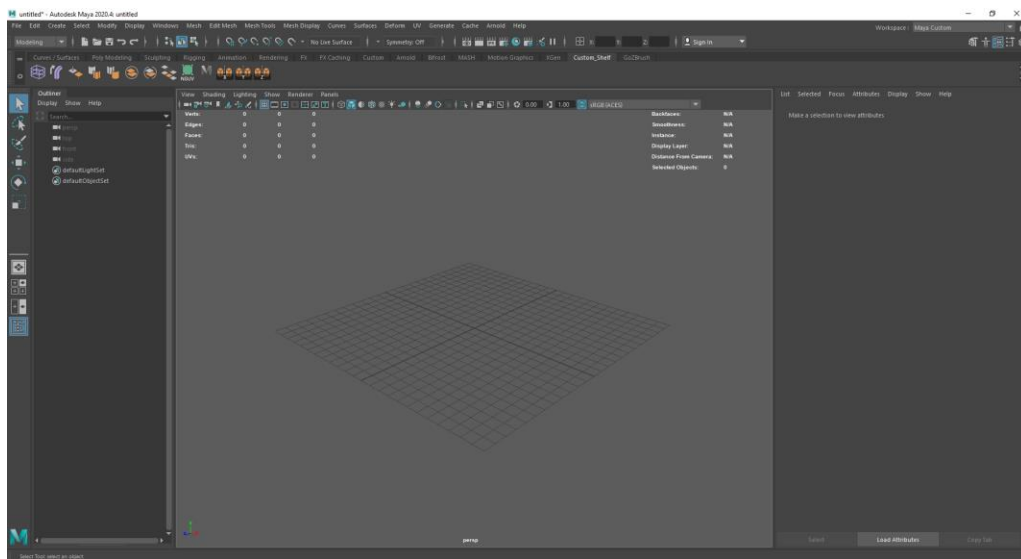 untitled* - Autodesk Maya 2020.4: untitled
File Edit Create Select Modify Display Windows Mesh Edit Mesh Mesh Tools Mesh Display Curves Surfaces Deform UV Generate Cache Arnold Help
Workspace : Maya Custom
Modeling No Live Surface Symmetry: Off X: Y: Z: Sign In
Curves / Surfaces Poly Modeling Sculpting Rigging Animation Rendering FX FX Caching Custom Arnold Bifrost MASH Motion Graphics XGen Custom_Shelf GoZBrush
Outliner
Display Show Help
Search...
persp
top
front
side
defaultLightSet
defaultObjectSet
View Shading Lighting Show Renderer Panels
0.00 1.00 sRGB (ACES)
Verts: 0 0 0
Edges: 0 0 0
Faces: 0 0 0
Tris: 0 0 0
UVs: 0 0 0
Backfaces: N/A
Smoothness: N/A
Instance: N/A
Display Layer: N/A
Distance From Camera: N/A
Selected Objects: 0
persp
List Selected Focus Attributes Display Show Help
Make a selection to view attributes
Select Load Attributes Copy Tab
Select Tool: select an object